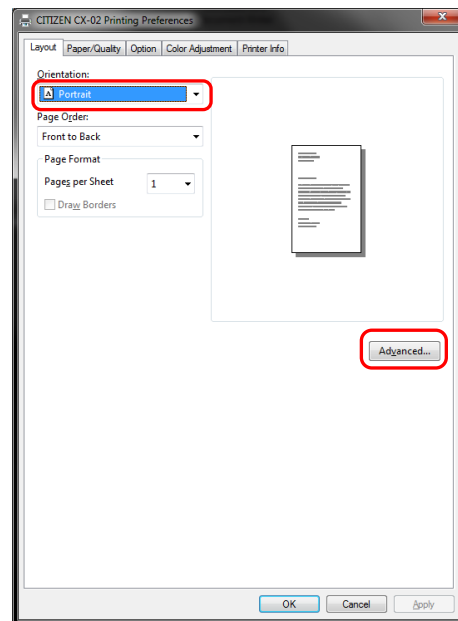 CITIZEN CX-02 Printing Preferences
Layout Paper/Quality Option Color Adjustment Printer Info
Orientation:
A Portrait
Page Order:
Front to Back
Page Format
Pages per Sheet 1
Draw Borders
Advanced...
OK Cancel Apply